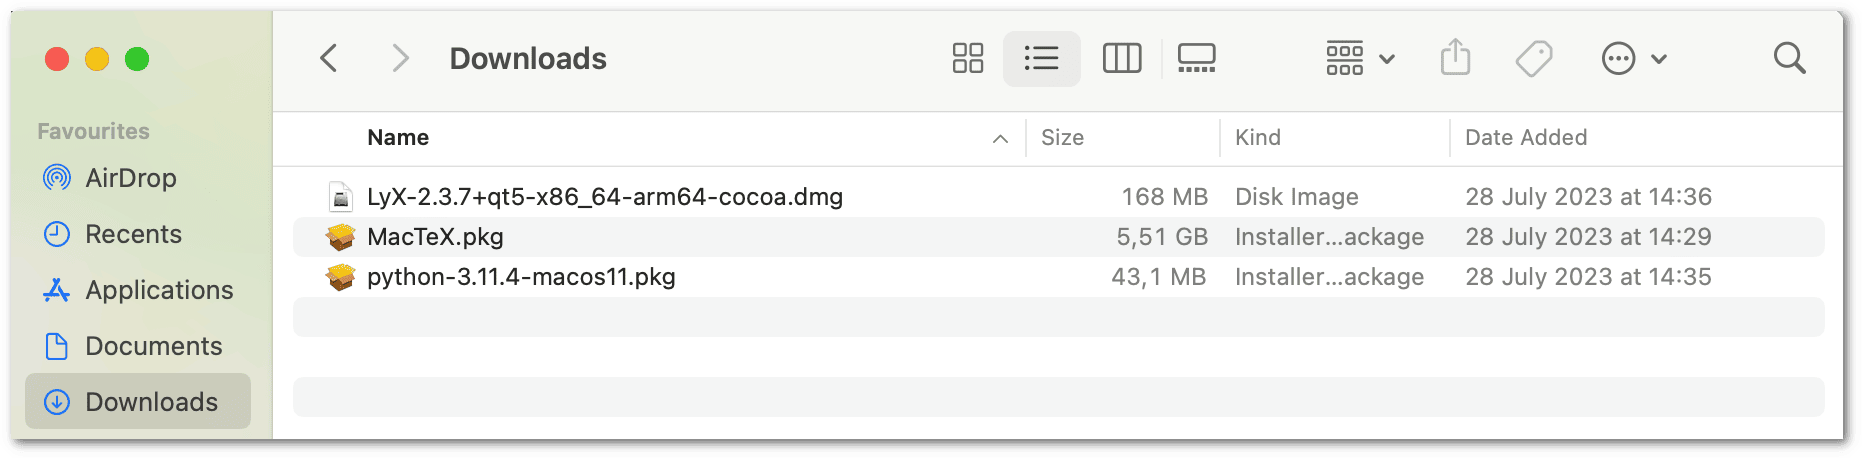 Downloads
Favourites
AirDrop
Recents
Applications
Documents
Downloads
Name Size Kind Date Added
LyX-2.3.7+qt5-x86_64-arm64-cocoa.dmg 168 MB Disk Image 28 July 2023 at 14:36
MacTeX.pkg 5,51 GB Installer...ackage 28 July 2023 at 14:29
python-3.11.4-macos11.pkg 43,1 MB Installer...ackage 28 July 2023 at 14:35